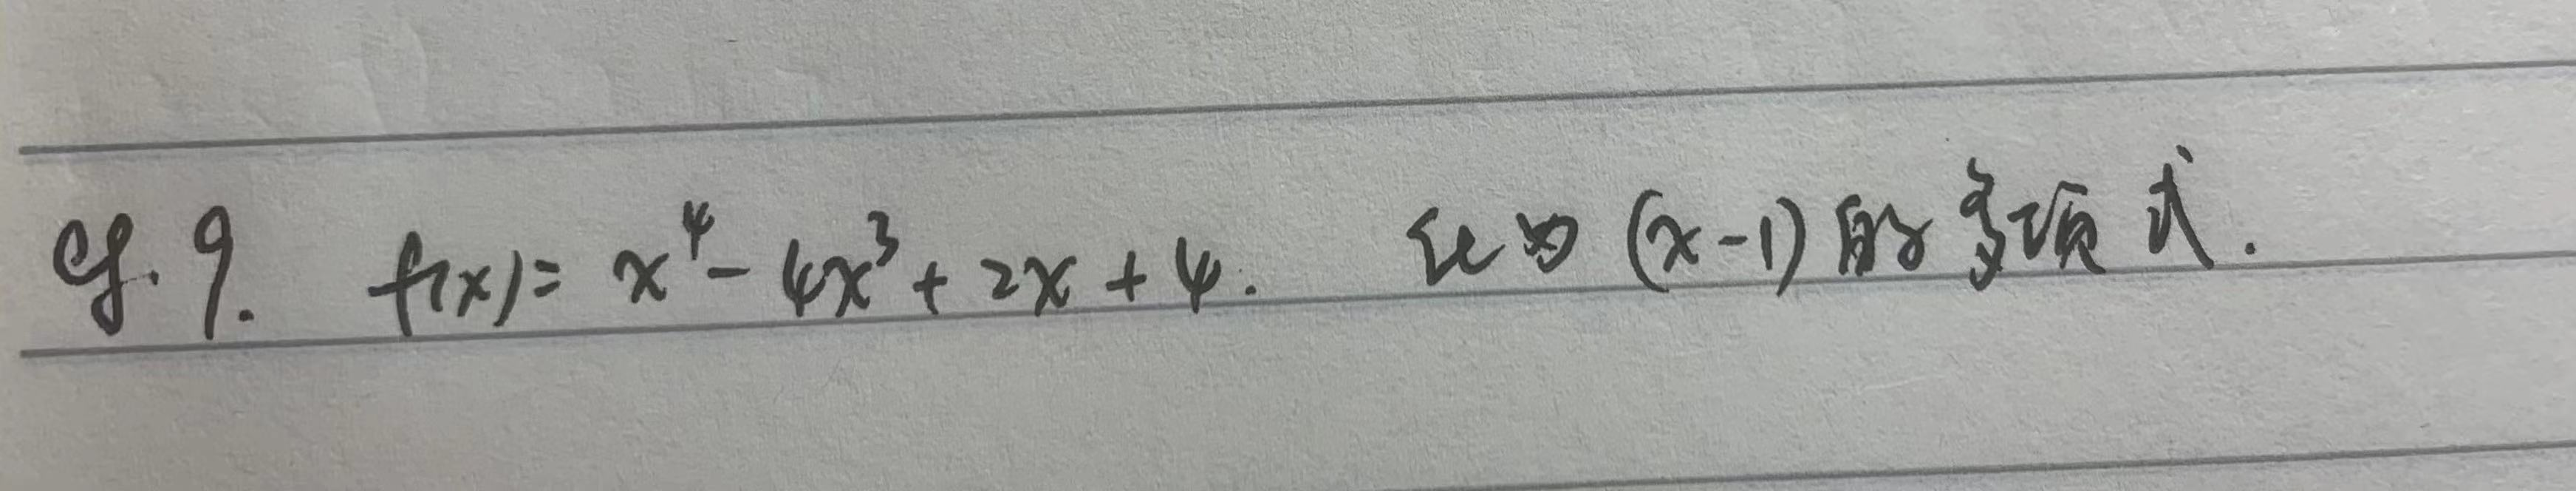 eg. 9. f(x) = x⁴ - 4x³ + 2x + 4. 化为 (x-1) 的多项式.